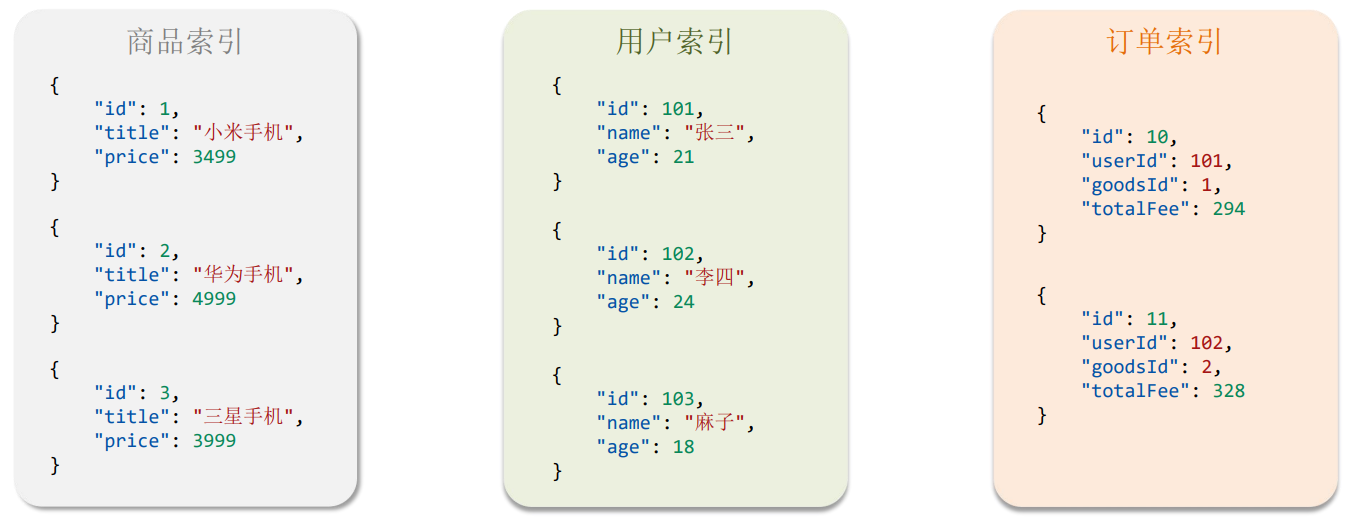 商品索引
{
"id": 1,
"title": "小米手机",
"price": 3499
}
{
"id": 2,
"title": "华为手机",
"price": 4999
}
{
"id": 3,
"title": "三星手机",
"price": 3999
}
用户索引
{
"id": 101,
"name": "张三",
"age": 21
}
{
"id": 102,
"name": "李四",
"age": 24
}
{
"id": 103,
"name": "麻子",
"age": 18
}
订单索引
{
"id": 10,
"userId": 101,
"goodsId": 1,
"totalFee": 294
}
{
"id": 11,
"userId": 102,
"goodsId": 2,
"totalFee": 328
}